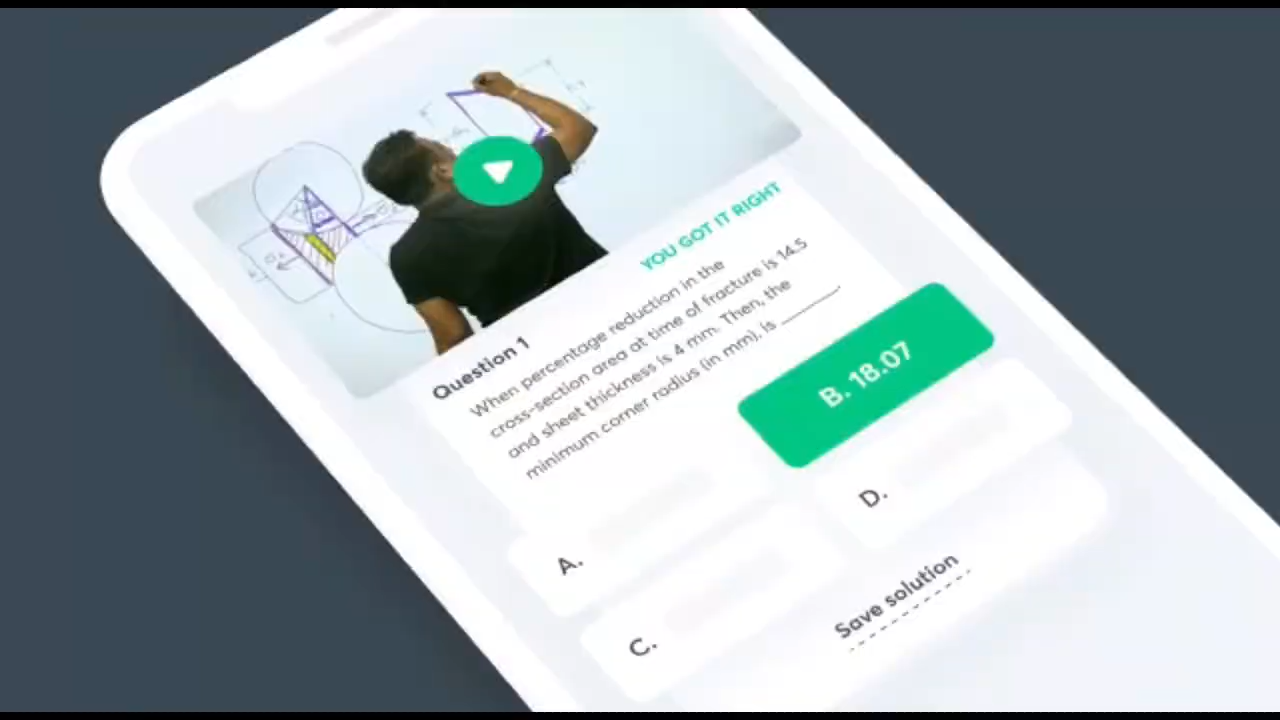 YOU GOT IT RIGHT
Question 1
When percentage reduction in the
cross-section area at time of fracture is 14.5
and sheet thickness is 4 mm. Then, the
minimum corner radius (in mm), is ________.
A.
B. 18.07
C.
D.
Save solution